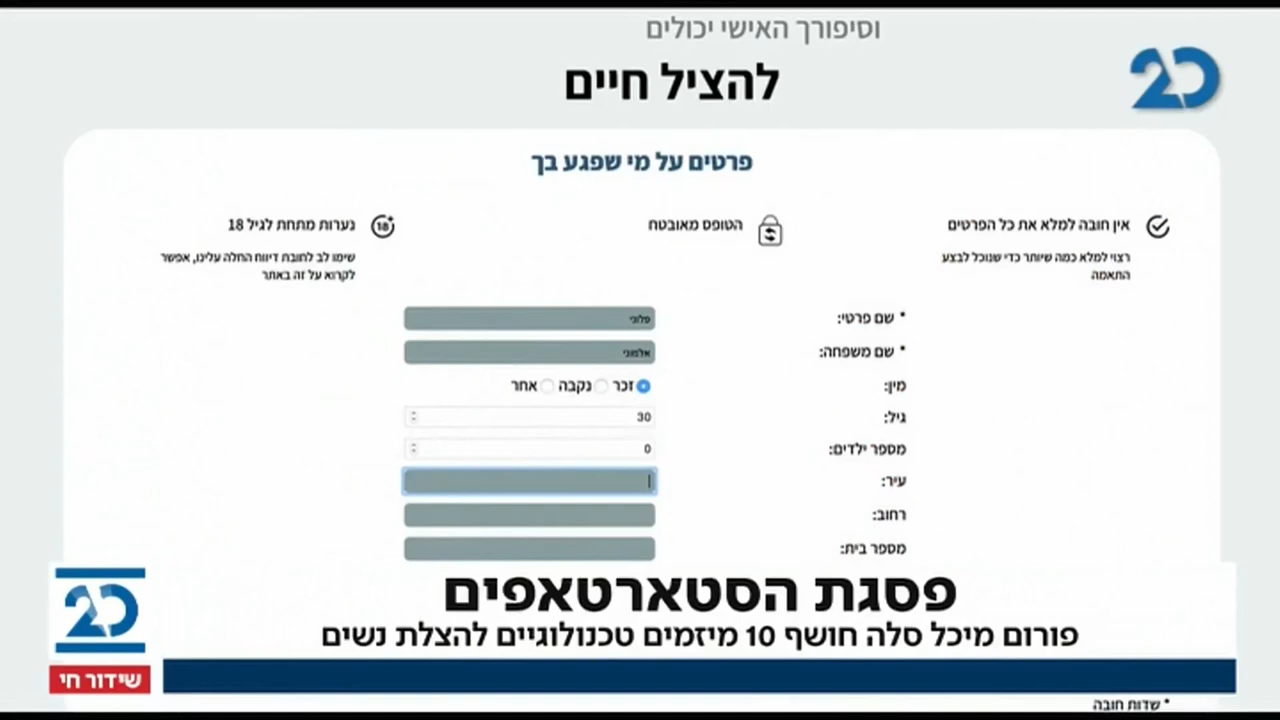 וסיפורך האישי יכולים
להציל חיים
20
פרטים על מי שפגע בך
אין חובה למלא את כל הפרטים
רצוי למלא כמה שיותר כדי שנוכל לבצע
התאמה
הטופס מאובטח
18+
נערות מתחת לגיל 18
שימו לב לחובת דיווח החלה עלינו, אפשר
לקרוא על זה באתר
* שם פרטי: פלוני
* שם משפחה: אלמוני
מין: זכר נקבה אחר
גיל: 30
מספר ילדים: 0
עיר:
רחוב:
מספר בית:
פסגת הסטארטאפים
פורום מיכל סלה חושף 10 מיזמים טכנולוגיים להצלת נשים
20
שידור חי
* שדות חובה